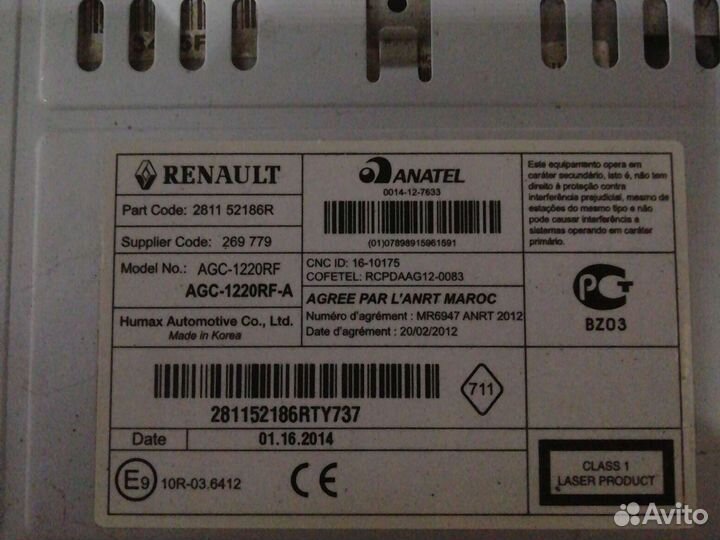 RENAULT
Part Code: 2811 52186R
Supplier Code: 269 779
Model No.: AGC-1220RF
AGC-1220RF-A
Humax Automotive Co., Ltd.
Made in Korea
ANATEL
0014-12-7633
(01)07898915961591
CNC ID: 16-10175
COFETEL: RCPDAAG12-0083
AGREE PAR L'ANRT MAROC
Numéro d'agrément : MR6947 ANRT 2012
Date d'agrément : 20/02/2012
Este equipamento opera em
caráter secundário, isto é, não tem
direito à proteção contra
interferência prejudicial, mesmo de
estações do mesmo tipo e não
pode causar interferência a
sistemas operando em caráter
primário.
PCT
BZ03
281152186RTY737
711
Date 01.16.2014
E9 10R-03.6412
CE
CLASS 1
LASER PRODUCT
Avito